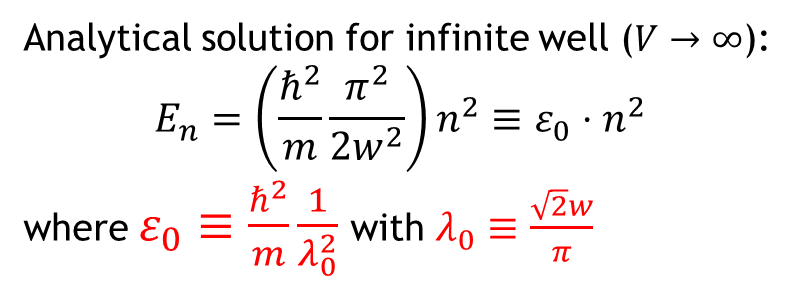 Analytical solution for infinite well (V → ∞):
Eₙ = (ħ²/m π²/2w²) n² ≡ ε₀ · n²
where ε₀ ≡ ħ²/m 1/λ₀² with λ₀ ≡ √2w/π